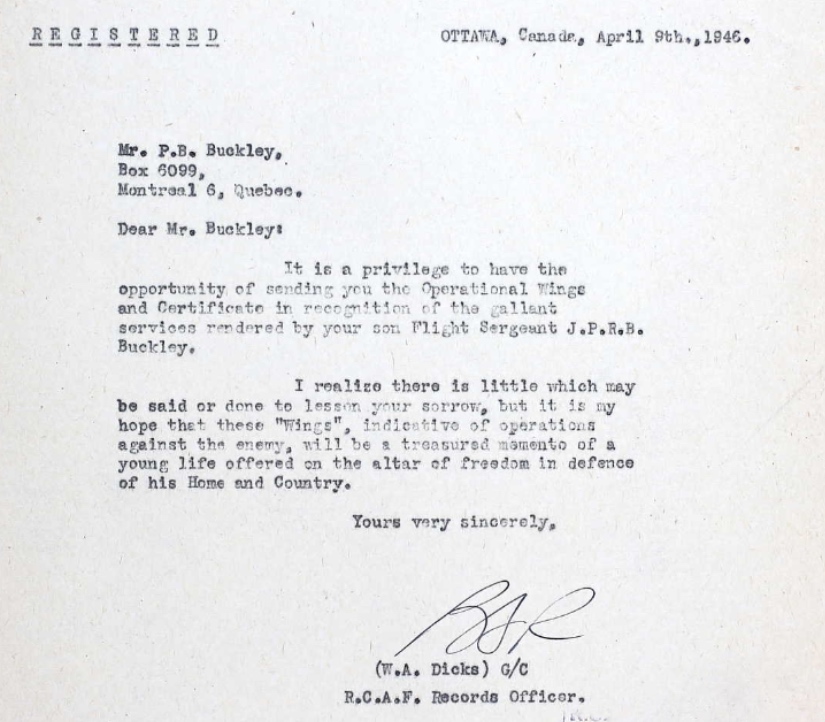 REGISTERED
OTTAWA, Canada, April 9th.,1946.
Mr. P.B. Buckley,
Box 6099,
Montreal 6, Quebec.
Dear Mr. Buckley:
It is a privilege to have the
opportunity of sending you the Operational Wings
and Certificate in recognition of the gallant
services rendered by your son Flight Sergeant J.P.R.B.
Buckley.
I realize there is little which may
be said or done to lessen your sorrow, but it is my
hope that these "Wings", indicative of operations
against the enemy, will be a treasured memento of a
young life offered on the altar of freedom in defence
of his Home and Country.
Yours very sincerely,
(W.A. Dicks) G/C
R.C.A.F. Records Officer.